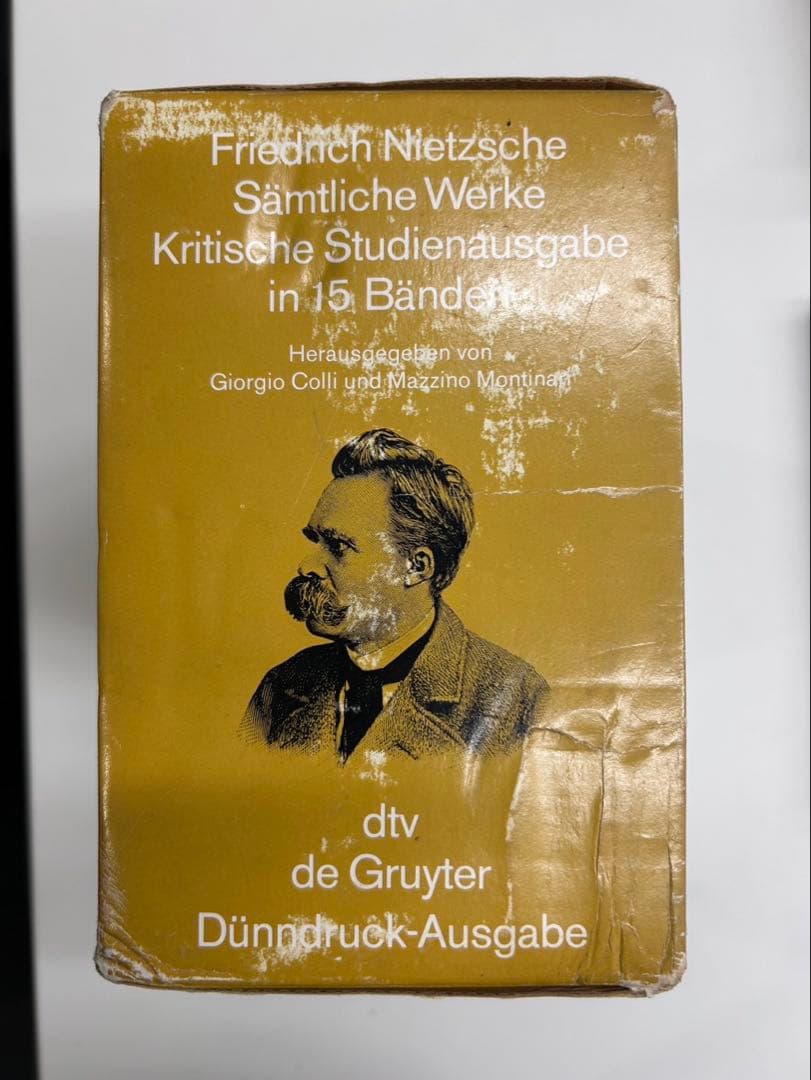 Friedrich Nietzsche
Sämtliche Werke
Kritische Studienausgabe
in 15 Bänden
Herausgegeben von
Giorgio Colli und Mazzino Montinari
dtv
de Gruyter
Dünndruck-Ausgabe